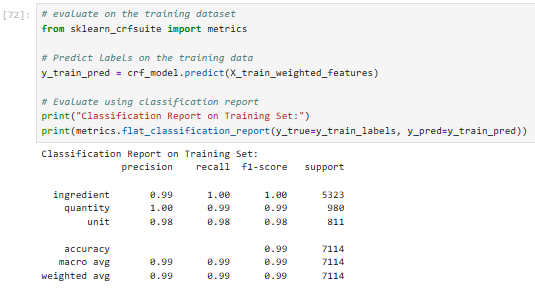 [72]:
# evaluate on the training dataset
from sklearn_crfsuite import metrics
# Predict labels on the training data
y_train_pred = crf_model.predict(X_train_weighted_features)
# Evaluate using classification report
print("Classification Report on Training Set:")
print(metrics.flat_classification_report(y_true=y_train_labels, y_pred=y_train_pred))
Classification Report on Training Set:
precision recall f1-score support
ingredient 0.99 1.00 1.00 5323
quantity 1.00 0.99 0.99 980
unit 0.98 0.98 0.98 811
accuracy 0.99 7114
macro avg 0.99 0.99 0.99 7114
weighted avg 0.99 0.99 0.99 7114